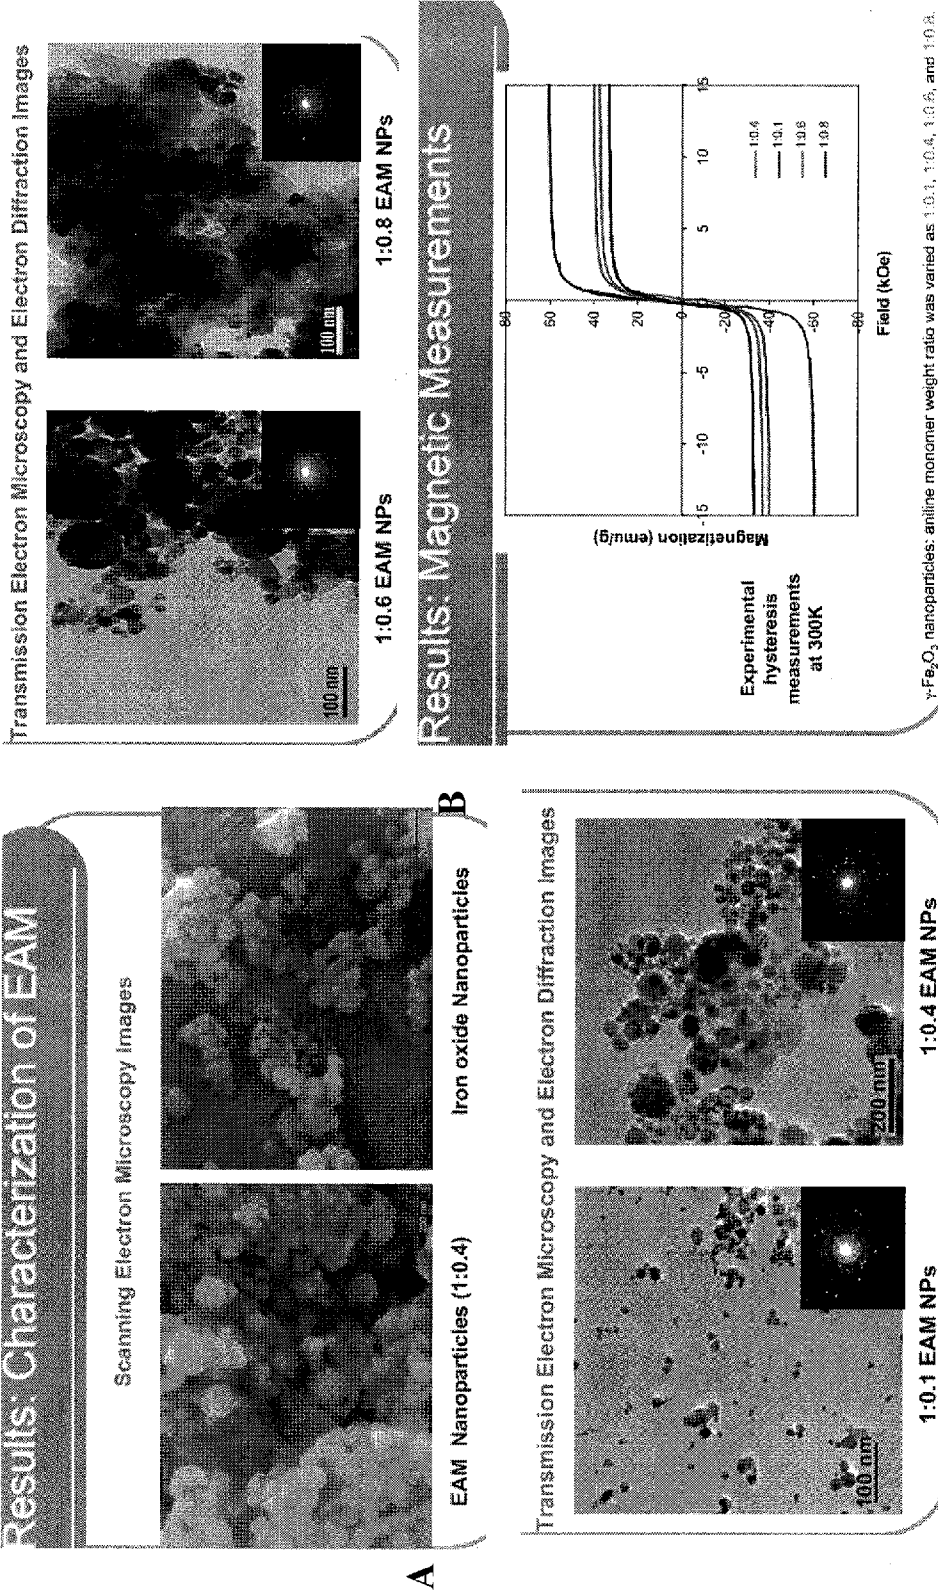 Results: Characterization of EAM
Scanning Electron Microscopy Images
EAM Nanoparticles (1:0.4)
Iron oxide Nanoparticles
A
B
Transmission Electron Microscopy and Electron Diffraction Images
100 nm
200 nm
1:0.1 EAM NPs
1:0.4 EAM NPs
Transmission Electron Microscopy and Electron Diffraction Images
100 nm
100 nm
1:0.6 EAM NPs
1:0.8 EAM NPs
Results: Magnetic Measurements
Experimental
hysteresis
measurements
at 300K
Magnetization (emu/g)
80
60
40
20
0
-20
-40
-60
-80
-15
-10
-5
5
10
15
Field (kOe)
1:0.4
1:0.1
1:0.6
1:0.8
γ-Fe₂O₃ nanoparticles: aniline monomer weight ratio was varied as 1:0.1, 1:0.4, 1:0.6, and 1:0.8.